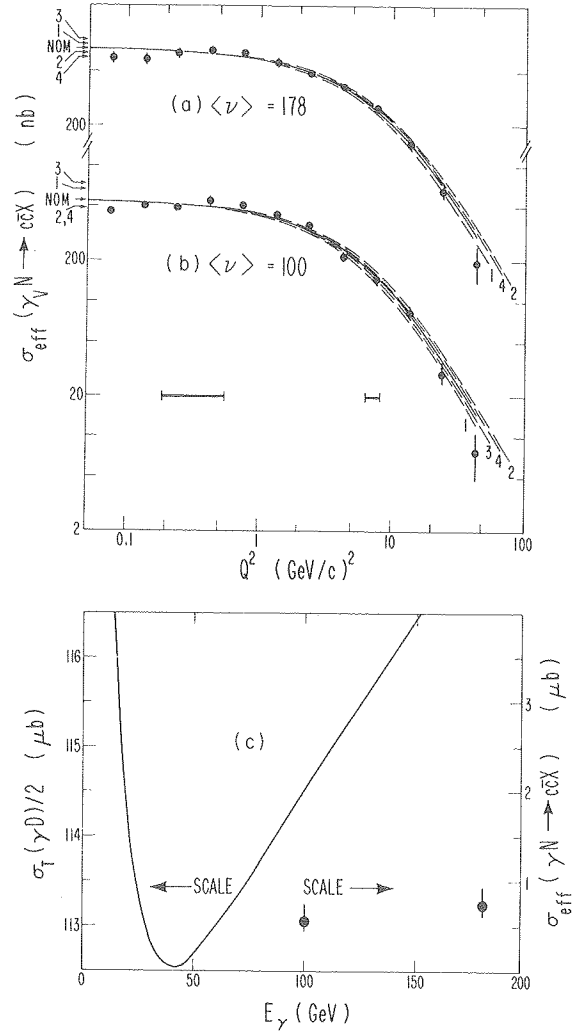 3
1
NOM
2
4
200
(a) ⟨ν⟩ = 178
3
1
NOM
2,4
200
(b) ⟨ν⟩ = 100
1 4 2
20
1
3 4 2
2
0.1 1 10 100
Q² (GeV/c)²
σeff (γV N → cc̄X) (nb)
116
115
114
113
σT (γD)/2 (μb)
(c)
SCALE SCALE
3
2
1
σeff (γN → cc̄X) (μb)
0 50 100 150 200
Eγ (GeV)